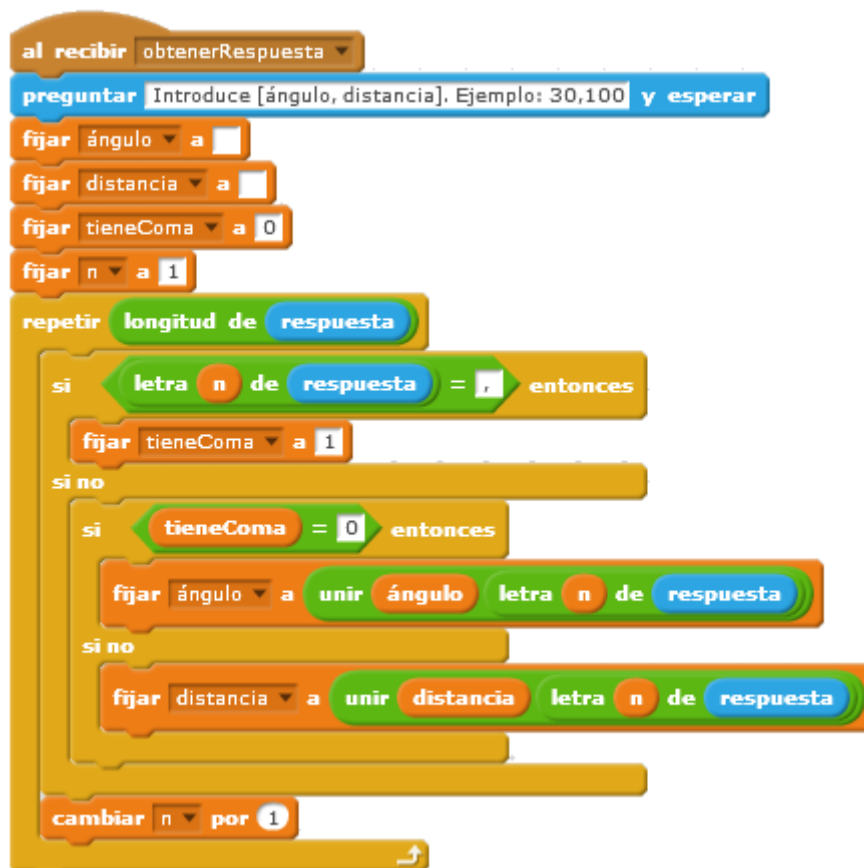 al recibir obtenerRespuesta
preguntar Introduce [ángulo, distancia]. Ejemplo: 30,100 y esperar
fijar ángulo a
fijar distancia a
fijar tieneComa a 0
fijar n a 1
repetir longitud de respuesta
si letra n de respuesta = , entonces
fijar tieneComa a 1
si no
si tieneComa = 0 entonces
fijar ángulo a unir ángulo letra n de respuesta
si no
fijar distancia a unir distancia letra n de respuesta
cambiar n por 1